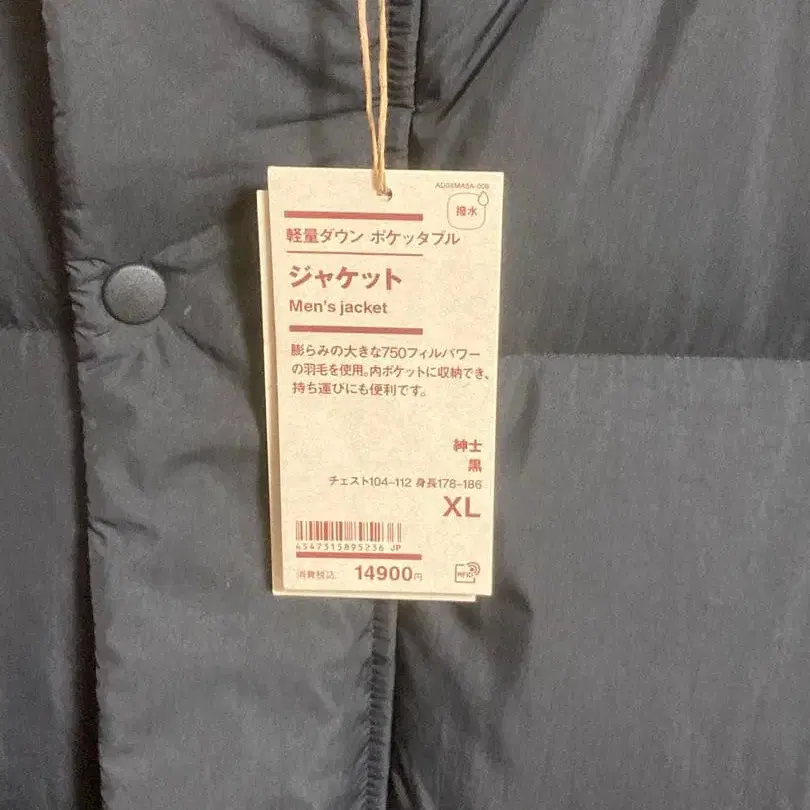 撥水
軽量ダウン ポケッタブル
ジャケット
Men's jacket
膨らみの大きな750フィルパワー
の羽毛を使用。内ポケットに収納でき、
持ち運びにも便利です。
紳士
黒
チェスト104-112 身長178-186
XL
4547315895236 JP
消費税込 14900円
RFID